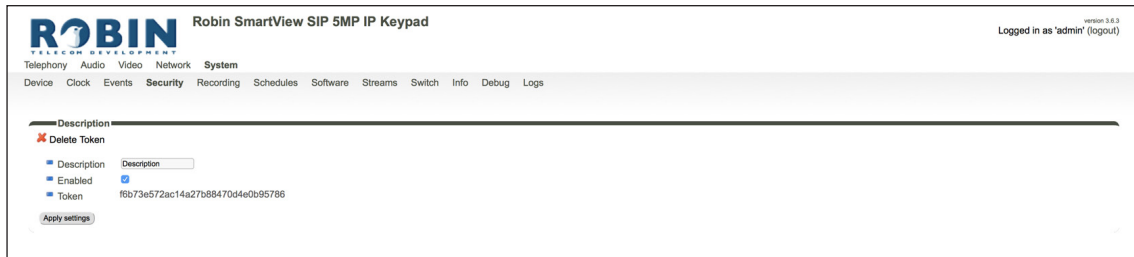 ROBIN
TELECOM DEVELOPMENT
Robin SmartView SIP 5MP IP Keypad
version 3.6.3
Logged in as 'admin' (logout)
Telephony Audio Video Network System
Device Clock Events Security Recording Schedules Software Streams Switch Info Debug Logs
Description
Delete Token
Description Description
Enabled
Token f6b73e572ac14a27b88470d4e0b95786
Apply settings